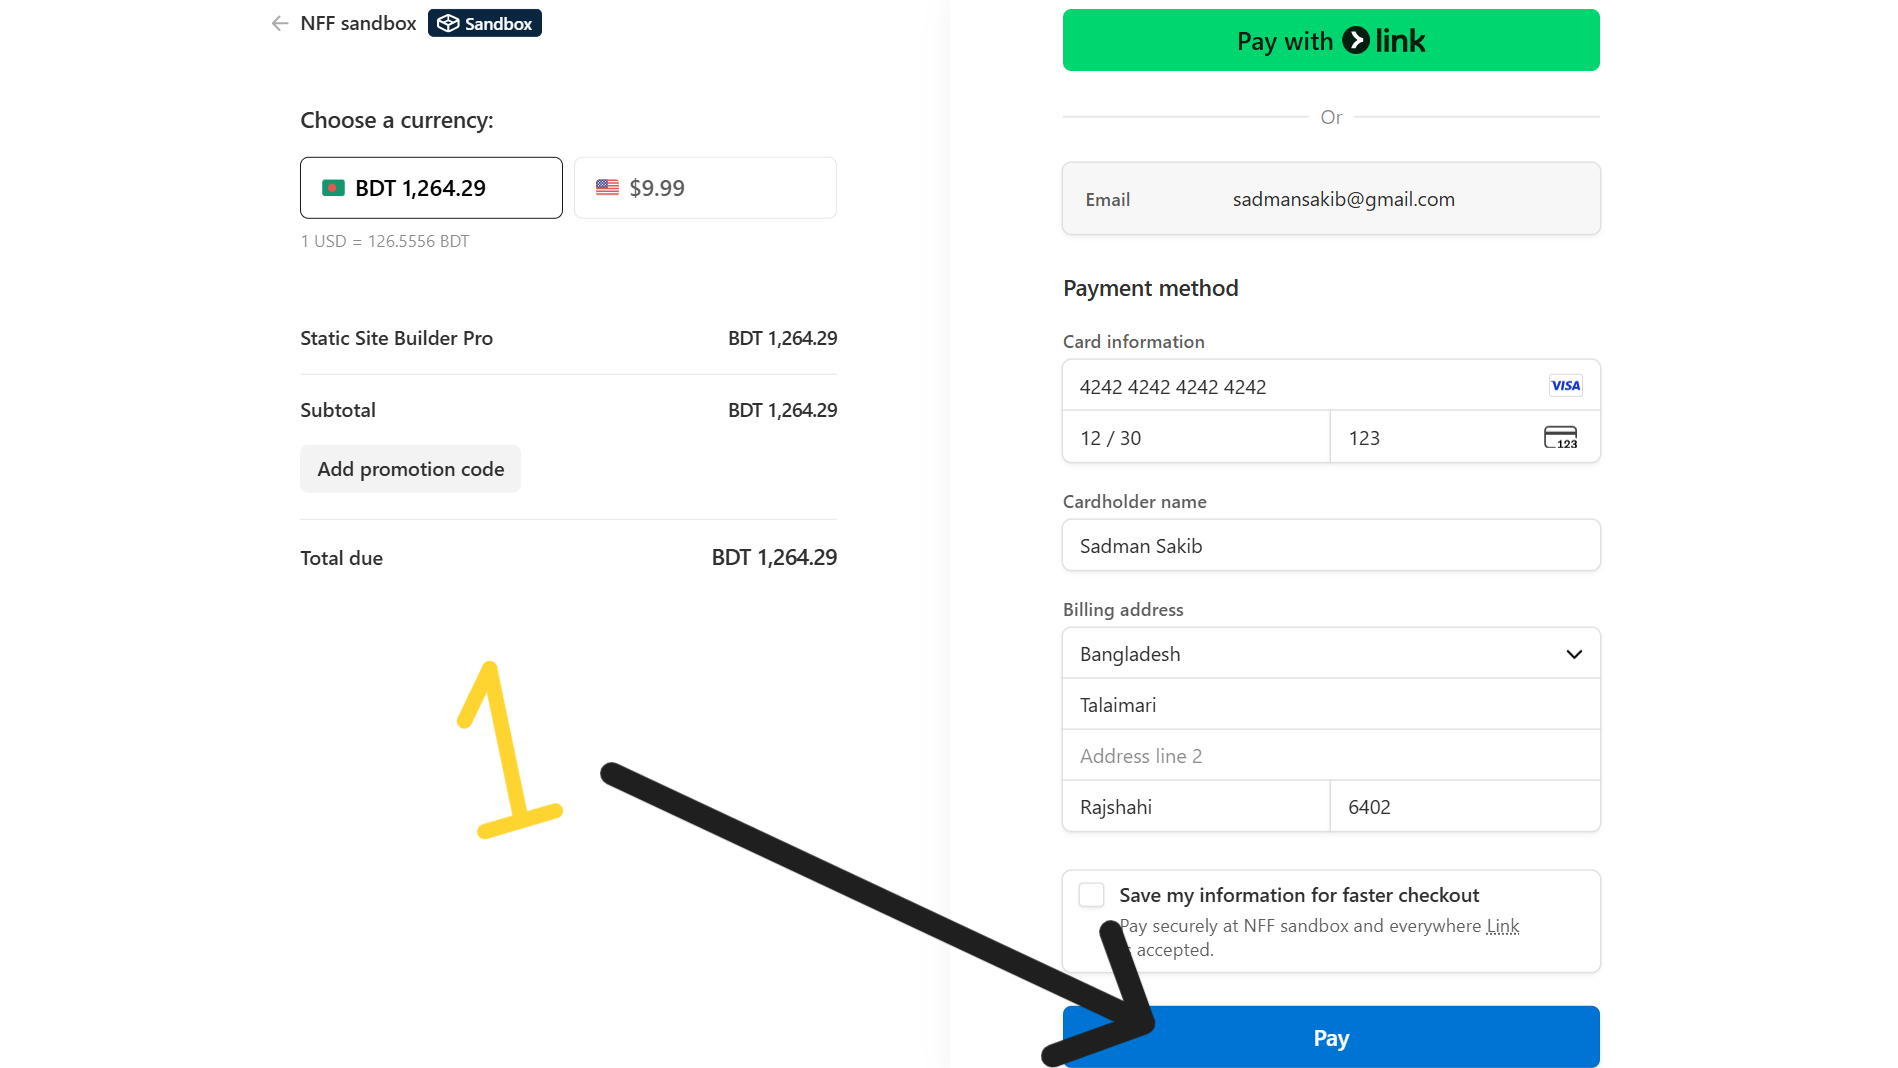 NFF sandbox Sandbox
Choose a currency:
BDT 1,264.29 $9.99
1 USD = 126.5556 BDT
Static Site Builder Pro BDT 1,264.29
Subtotal BDT 1,264.29
Add promotion code
Total due BDT 1,264.29
1
Pay with link
Or
Email sadmansakib@gmail.com
Payment method
Card information
4242 4242 4242 4242 VISA
12 / 30 123 123
Cardholder name
Sadman Sakib
Billing address
Bangladesh
Talaimari
Address line 2
Rajshahi 6402
Save my information for faster checkout
Pay securely at NFF sandbox and everywhere Link
accepted.
Pay